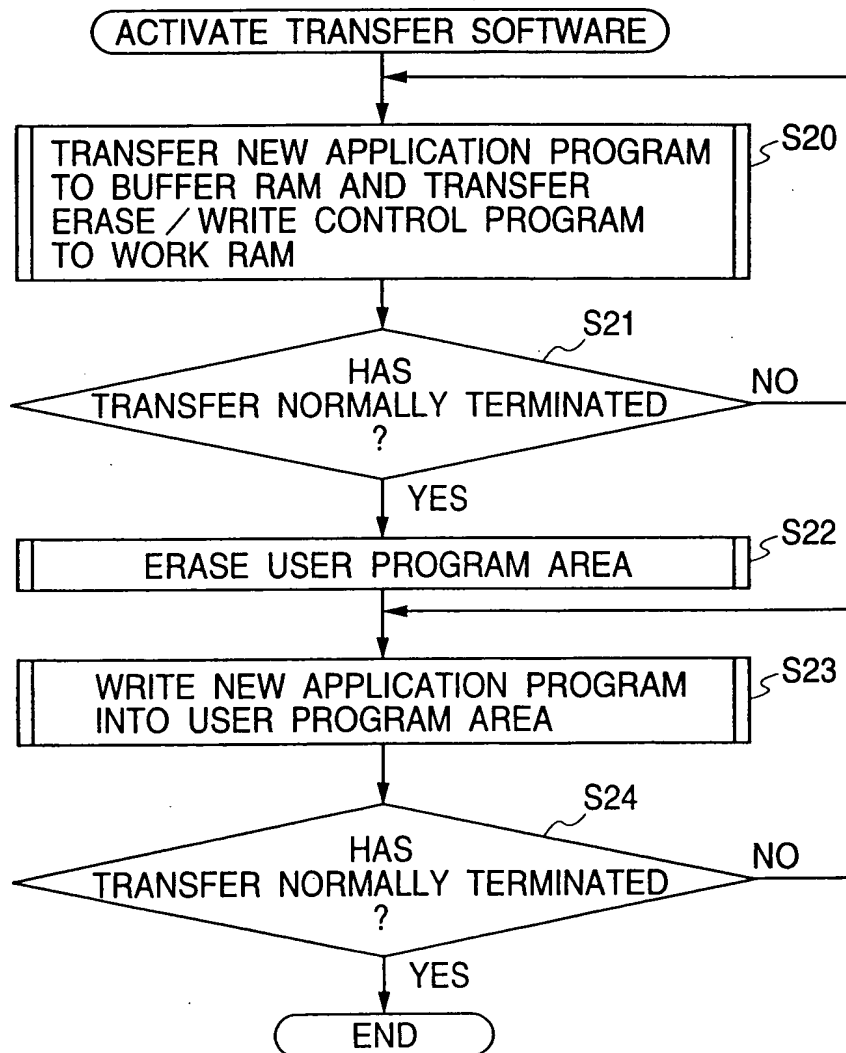 ACTIVATE TRANSFER SOFTWARE
TRANSFER NEW APPLICATION PROGRAM
TO BUFFER RAM AND TRANSFER
ERASE / WRITE CONTROL PROGRAM
TO WORK RAM
S20
S21
HAS
TRANSFER NORMALLY TERMINATED
?
NO
YES
S22
ERASE USER PROGRAM AREA
WRITE NEW APPLICATION PROGRAM
INTO USER PROGRAM AREA
S23
S24
HAS
TRANSFER NORMALLY TERMINATED
?
NO
YES
END